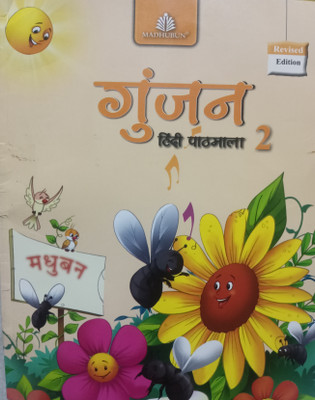 MADHUBUN®
Revised
Edition
गुंजन
हिंदी पाठमाला 2
मधुबन